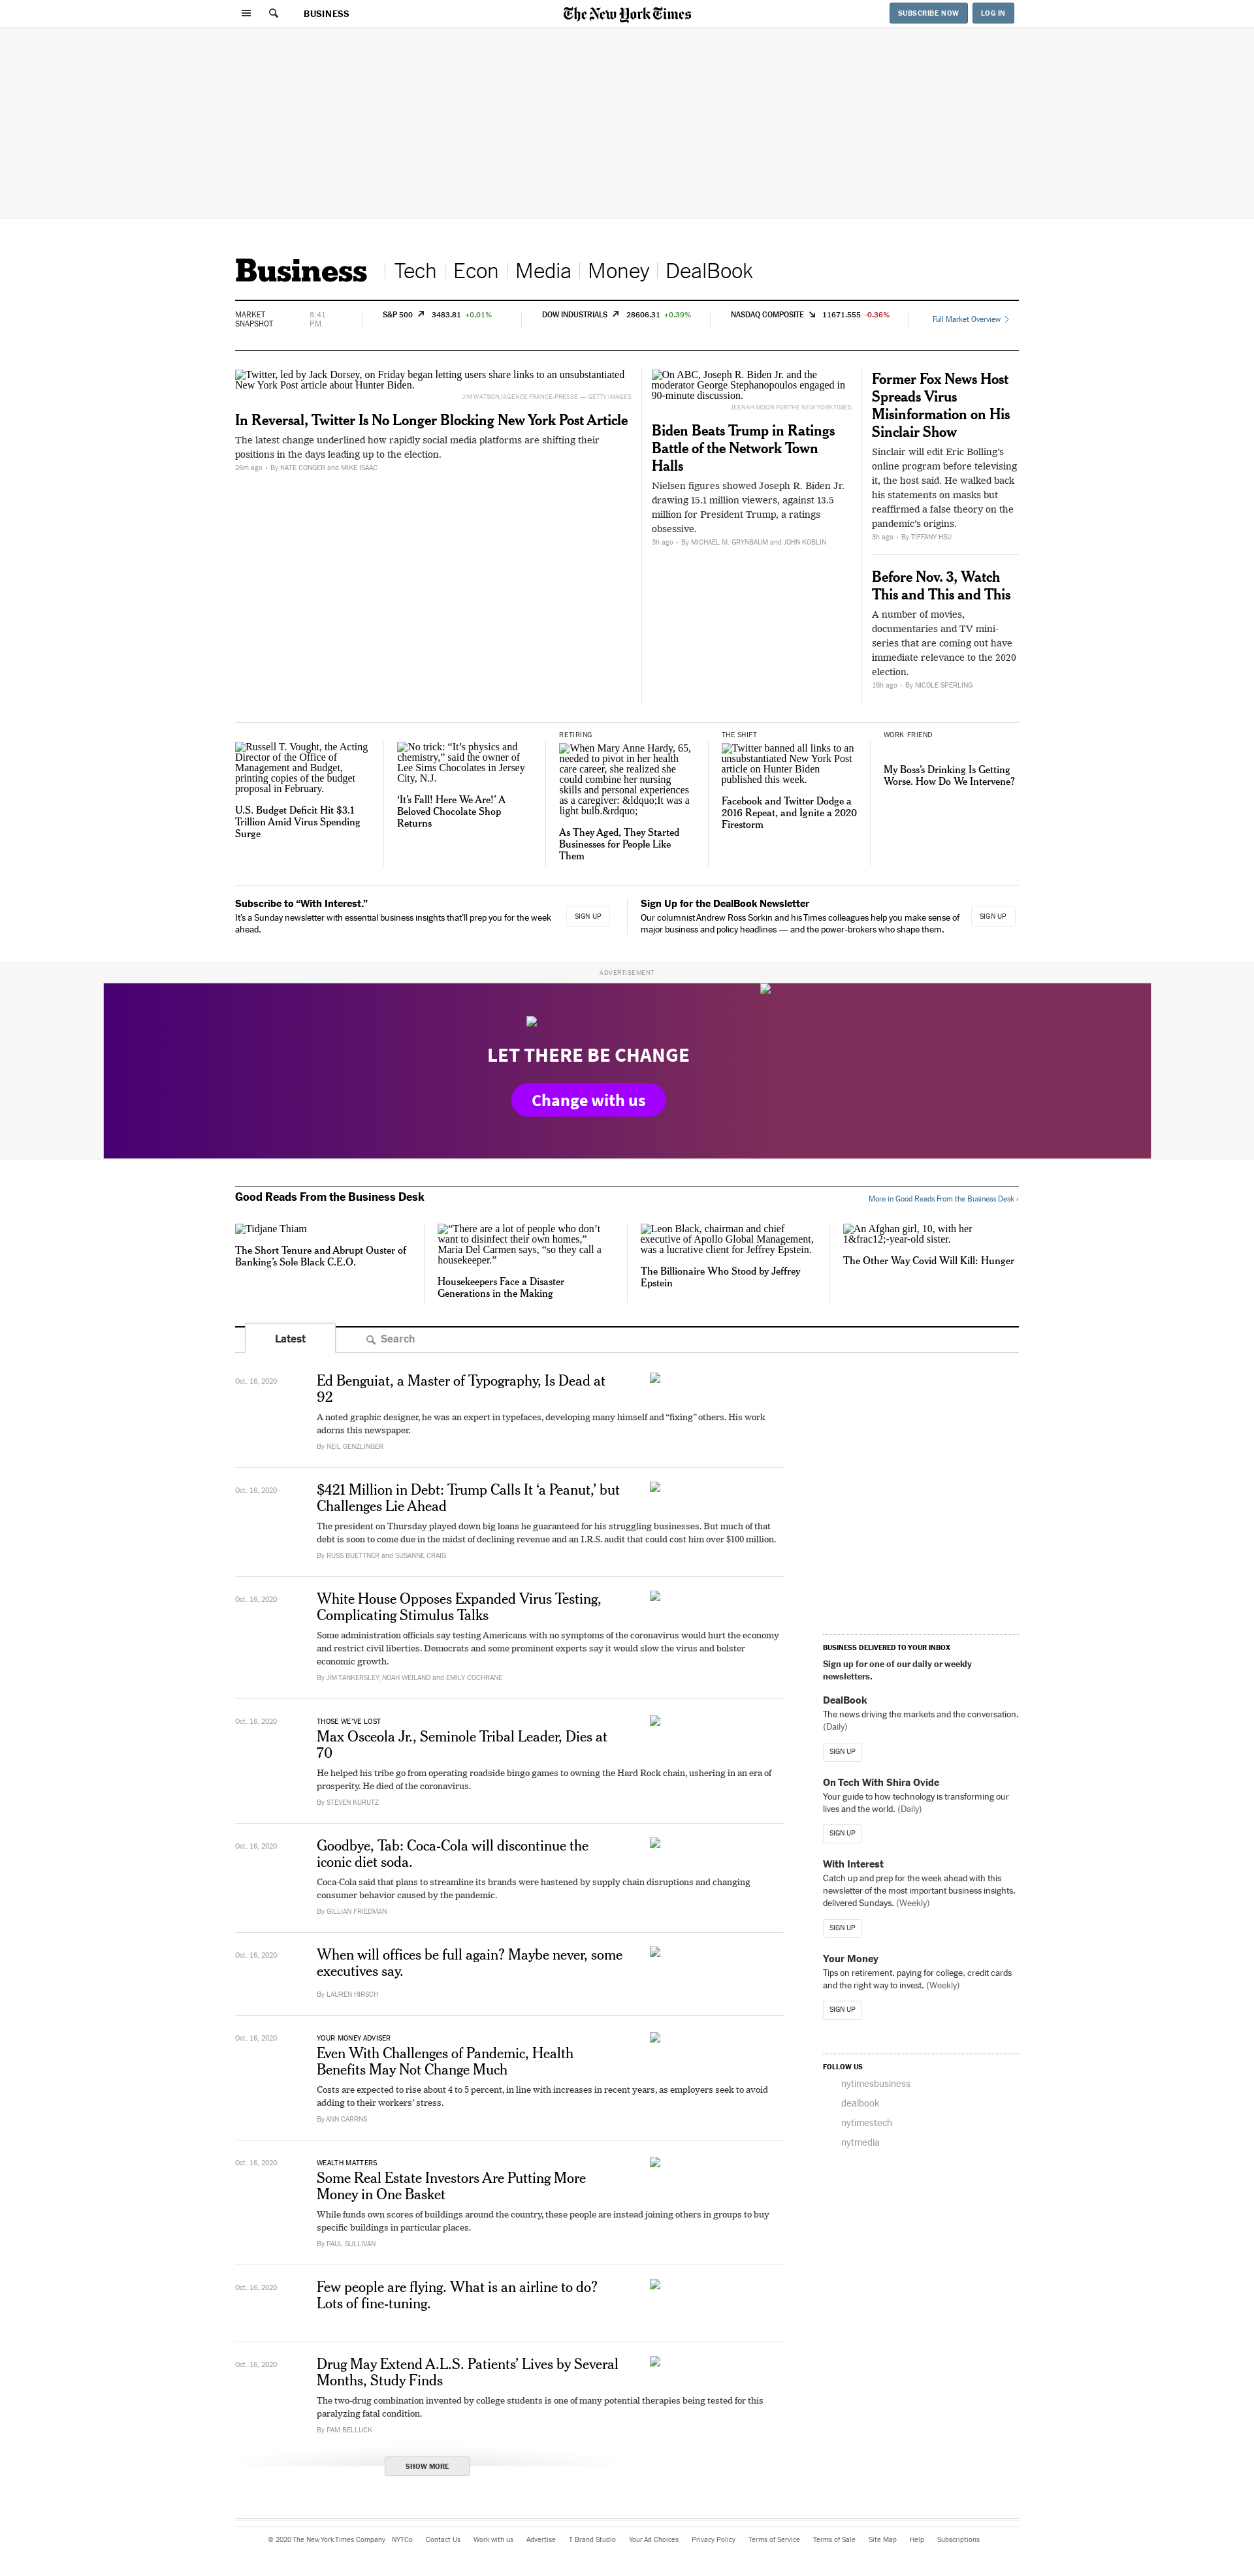 BUSINESS
The New York Times
SUBSCRIBE NOW
LOG IN
Business
Tech
Econ
Media
Money
DealBook
MARKET
SNAPSHOT
8:41
P.M.
S&P 500 3483.81 +0.01%
DOW INDUSTRIALS 28606.31 +0.39%
NASDAQ COMPOSITE 11671.555 -0.36%
Full Market Overview
Twitter, led by Jack Dorsey, on Friday began letting users share links to an unsubstantiated
New York Post article about Hunter Biden.
JIM WATSON/AGENCE FRANCE-PRESSE — GETTY IMAGES
In Reversal, Twitter Is No Longer Blocking New York Post Article
The latest change underlined how rapidly social media platforms are shifting their
positions in the days leading up to the election.
26m ago • By KATE CONGER and MIKE ISAAC
On ABC, Joseph R. Biden Jr. and the
moderator George Stephanopoulos engaged in
90-minute discussion.
JEENAH MOON FOR THE NEW YORK TIMES
Biden Beats Trump in Ratings
Battle of the Network Town
Halls
Nielsen figures showed Joseph R. Biden Jr.
drawing 15.1 million viewers, against 13.5
million for President Trump, a ratings
obsessive.
3h ago • By MICHAEL M. GRYNBAUM and JOHN KOBLIN
Former Fox News Host
Spreads Virus
Misinformation on His
Sinclair Show
Sinclair will edit Eric Bolling's
online program before televising
it, the host said. He walked back
his statements on masks but
reaffirmed a false theory on the
pandemic's origins.
3h ago • By TIFFANY HSU
Before Nov. 3, Watch
This and This and This
A number of movies,
documentaries and TV mini-
series that are coming out have
immediate relevance to the 2020
election.
16h ago • By NICOLE SPERLING
Russell T. Vought, the Acting
Director of the Office of
Management and Budget,
printing copies of the budget
proposal in February.
U.S. Budget Deficit Hit $3.1
Trillion Amid Virus Spending
Surge
No trick: “It’s physics and
chemistry,” said the owner of
Lee Sims Chocolates in Jersey
City, N.J.
‘It’s Fall! Here We Are!’ A
Beloved Chocolate Shop
Returns
RETIRING
When Mary Anne Hardy, 65,
needed to pivot in her health
care career, she realized she
could combine her nursing
skills and personal experiences
as a caregiver: &ldquo;It was a
light bulb.&rdquo;
As They Aged, They Started
Businesses for People Like
Them
THE SHIFT
Twitter banned all links to an
unsubstantiated New York Post
article on Hunter Biden
published this week.
Facebook and Twitter Dodge a
2016 Repeat, and Ignite a 2020
Firestorm
WORK FRIEND
My Boss’s Drinking Is Getting
Worse. How Do We Intervene?
Subscribe to “With Interest.”
It’s a Sunday newsletter with essential business insights that’ll prep you for the week
ahead.
SIGN UP
Sign Up for the DealBook Newsletter
Our columnist Andrew Ross Sorkin and his Times colleagues help you make sense of
major business and policy headlines — and the power-brokers who shape them.
SIGN UP
ADVERTISEMENT
LET THERE BE CHANGE
Change with us
Good Reads From the Business Desk
More in Good Reads From the Business Desk ›
Tidjane Thiam
The Short Tenure and Abrupt Ouster of
Banking’s Sole Black C.E.O.
“There are a lot of people who don’t
want to disinfect their own homes,”
Maria Del Carmen says, “so they call a
housekeeper.”
Housekeepers Face a Disaster
Generations in the Making
Leon Black, chairman and chief
executive of Apollo Global Management,
was a lucrative client for Jeffrey Epstein.
The Billionaire Who Stood by Jeffrey
Epstein
An Afghan girl, 10, with her
1&frac12;-year-old sister.
The Other Way Covid Will Kill: Hunger
Latest
Search
Oct. 16, 2020
Ed Benguiat, a Master of Typography, Is Dead at
92
A noted graphic designer, he was an expert in typefaces, developing many himself and “fixing” others. His work
adorns this newspaper.
By NEIL GENZLINGER
Oct. 16, 2020
$421 Million in Debt: Trump Calls It ‘a Peanut,’ but
Challenges Lie Ahead
The president on Thursday played down big loans he guaranteed for his struggling businesses. But much of that
debt is soon to come due in the midst of declining revenue and an I.R.S. audit that could cost him over $100 million.
By RUSS BUETTNER and SUSANNE CRAIG
Oct. 16, 2020
White House Opposes Expanded Virus Testing,
Complicating Stimulus Talks
Some administration officials say testing Americans with no symptoms of the coronavirus would hurt the economy
and restrict civil liberties. Democrats and some prominent experts say it would slow the virus and bolster
economic growth.
By JIM TANKERSLEY, NOAH WEILAND and EMILY COCHRANE
Oct. 16, 2020
THOSE WE’VE LOST
Max Osceola Jr., Seminole Tribal Leader, Dies at
70
He helped his tribe go from operating roadside bingo games to owning the Hard Rock chain, ushering in an era of
prosperity. He died of the coronavirus.
By STEVEN KURUTZ
Oct. 16, 2020
Goodbye, Tab: Coca-Cola will discontinue the
iconic diet soda.
Coca-Cola said that plans to streamline its brands were hastened by supply chain disruptions and changing
consumer behavior caused by the pandemic.
By GILLIAN FRIEDMAN
Oct. 16, 2020
When will offices be full again? Maybe never, some
executives say.
By LAUREN HIRSCH
Oct. 16, 2020
YOUR MONEY ADVISER
Even With Challenges of Pandemic, Health
Benefits May Not Change Much
Costs are expected to rise about 4 to 5 percent, in line with increases in recent years, as employers seek to avoid
adding to their workers’ stress.
By ANN CARRNS
Oct. 16, 2020
WEALTH MATTERS
Some Real Estate Investors Are Putting More
Money in One Basket
While funds own scores of buildings around the country, these people are instead joining others in groups to buy
specific buildings in particular places.
By PAUL SULLIVAN
Oct. 16, 2020
Few people are flying. What is an airline to do?
Lots of fine-tuning.
Oct. 16, 2020
Drug May Extend A.L.S. Patients’ Lives by Several
Months, Study Finds
The two-drug combination invented by college students is one of many potential therapies being tested for this
paralyzing fatal condition.
By PAM BELLUCK
SHOW MORE
BUSINESS DELIVERED TO YOUR INBOX
Sign up for one of our daily or weekly
newsletters.
DealBook
The news driving the markets and the conversation.
(Daily)
SIGN UP
On Tech With Shira Ovide
Your guide to how technology is transforming our
lives and the world. (Daily)
SIGN UP
With Interest
Catch up and prep for the week ahead with this
newsletter of the most important business insights,
delivered Sundays. (Weekly)
SIGN UP
Your Money
Tips on retirement, paying for college, credit cards
and the right way to invest. (Weekly)
SIGN UP
FOLLOW US
nytimesbusiness
dealbook
nytimestech
nytmedia
© 2020 The New York Times Company NYTCo Contact Us Work with us Advertise T Brand Studio Your Ad Choices Privacy Policy Terms of Service Terms of Sale Site Map Help Subscriptions